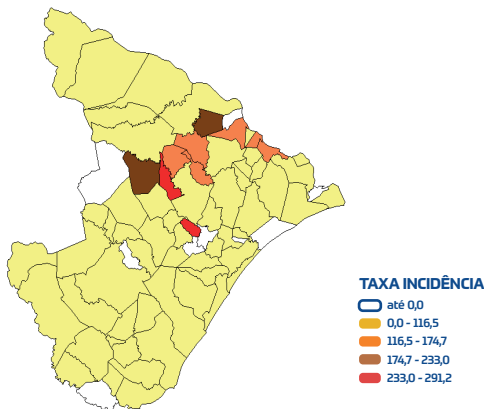 TAXA INCIDÊNCIA
até 0,0
0,0 - 116,5
116,5 - 174,7
174,7 - 233,0
233,0 - 291,2